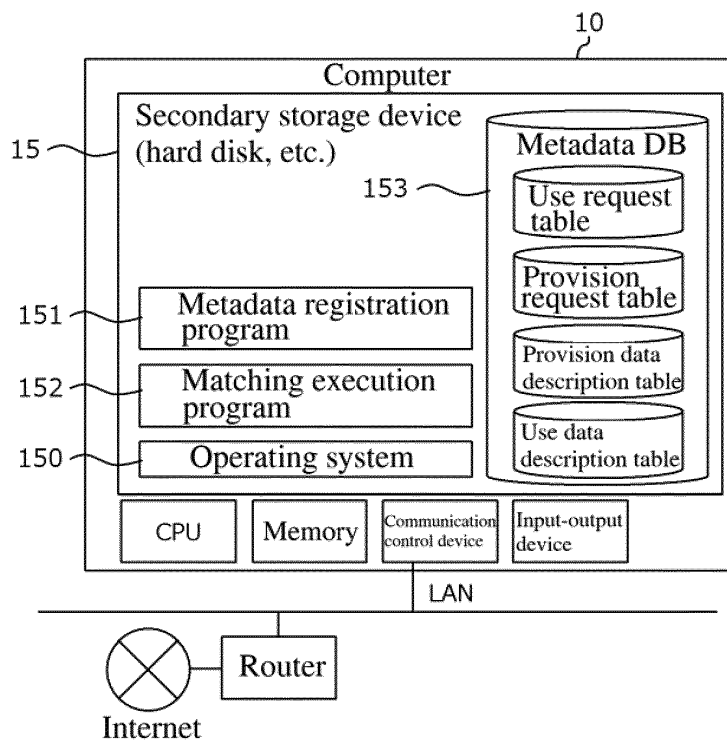 10
Computer
Secondary storage device
(hard disk, etc.)
15
Metadata DB
153
Use request
table
Provision
request table
151
Metadata registration
program
Provision data
description table
152
Matching execution
program
Use data
description table
150
Operating system
CPU
Memory
Communication
control device
Input-output
device
LAN
Router
Internet